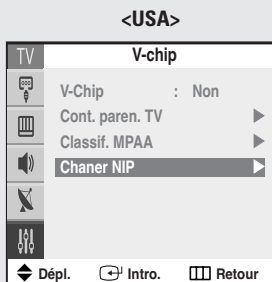 <USA>
TV
V-chip
V-Chip : Non
Cont. paren. TV
Classif. MPAA
Chaner NIP
Dépl. Intro. Retour